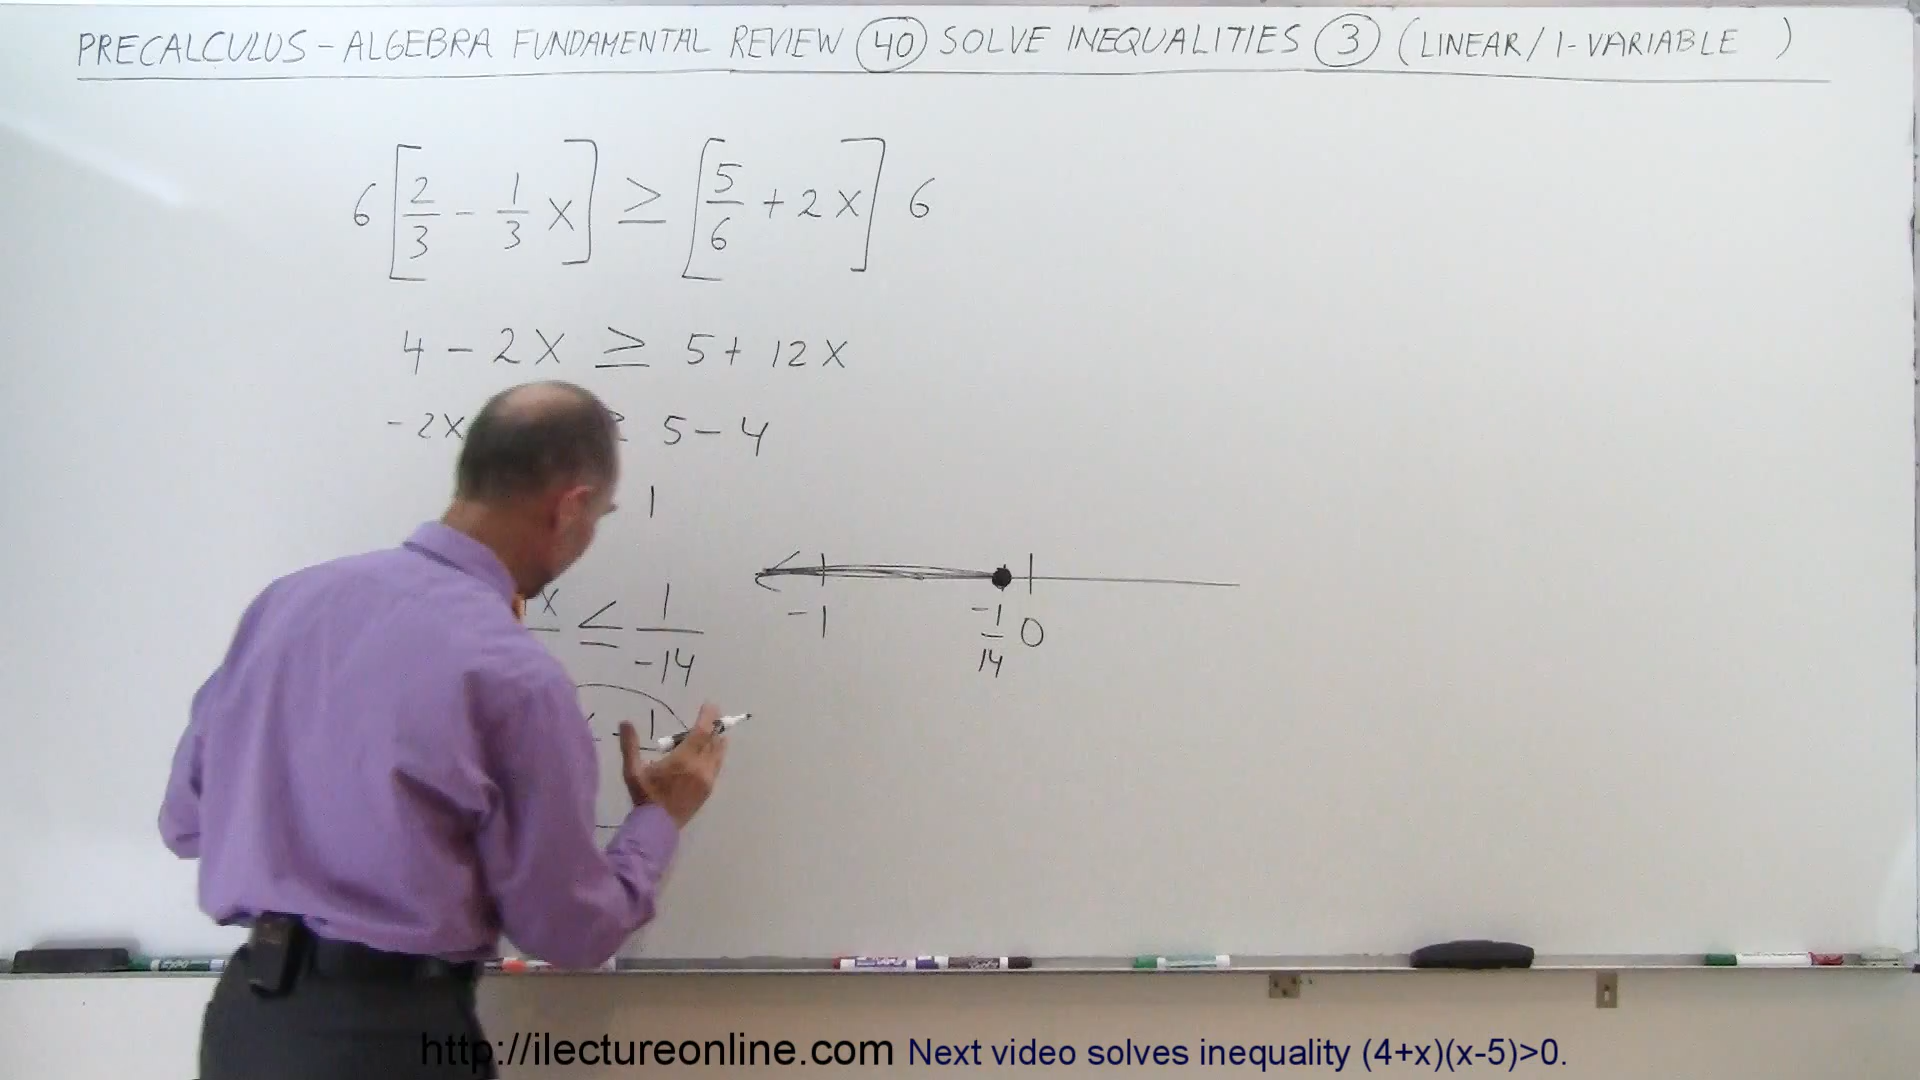 PRECALCULUS - ALGEBRA FUNDAMENTAL REVIEW 40 SOLVE INEQUALITIES 3 (LINEAR / 1-VARIABLE )
6 [2/3 - 1/3 x] ≥ [5/6 + 2x] 6
4 - 2x ≥ 5 + 12x
-2x ≥ 5 - 4
1
x ≤ 1/-14
-1 -1/14 0
≤ -1
EXPO
http://ilectureonline.com Next video solves inequality (4+x)(x-5)>0.